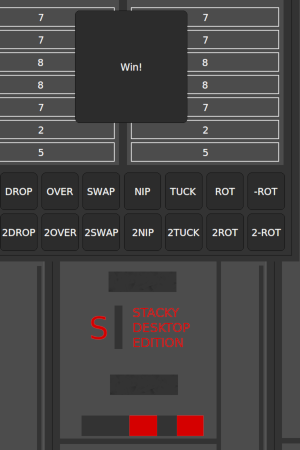 7 7
7 7
8 8
Win!
8 8
7 7
2 2
5 5
DROP OVER SWAP NIP TUCK ROT -ROT
2DROP 2OVER 2SWAP 2NIP 2TUCK 2ROT 2-ROT
S
STACKY
DESKTOP
EDITION